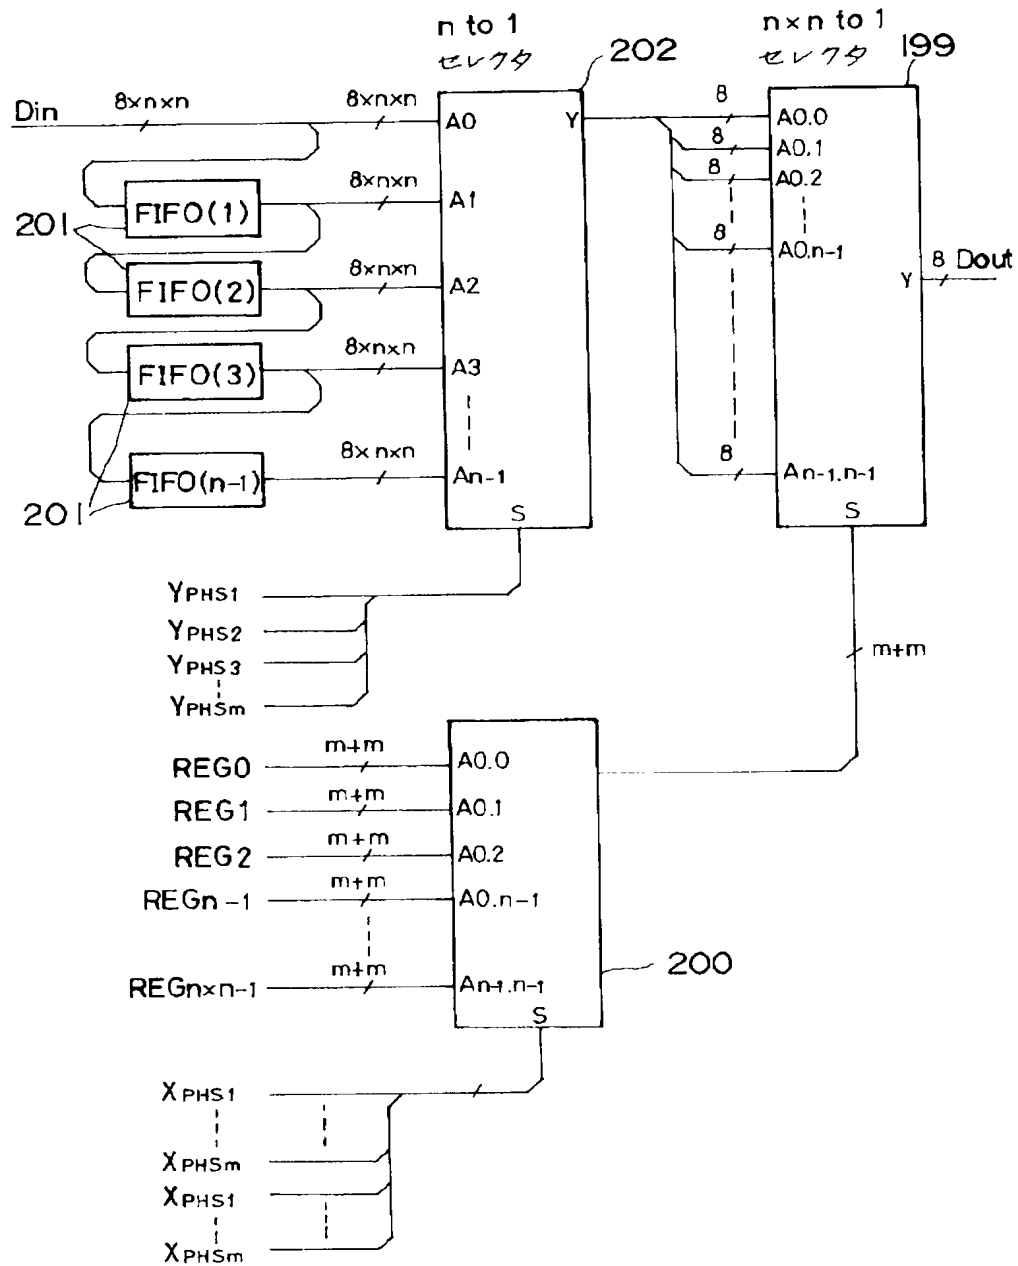 n to 1
セレクタ
202
n×n to 1
セレクタ
199
Din
8×n×n
8×n×n
A0
Y
8
A0.0
8
A0.1
8
A0.2
8×n×n
FIFO(1)
A1
201
8
A0.n-1
8×n×n
FIFO(2)
A2
Y
8
Dout
8×n×n
FIFO(3)
A3
8×n×n
FIFO(n-1)
An-1
8
An-1.n-1
201
S
S
YPHS1
YPHS2
YPHS3
YPHSm
m+m
REG0
m+m
A0.0
REG1
m+m
A0.1
REG2
m+m
A0.2
REGn-1
m+m
A0.n-1
REGn×n-1
m+m
An-1.n-1
200
S
XPHS1
XPHSm
XPHS1
XPHSm